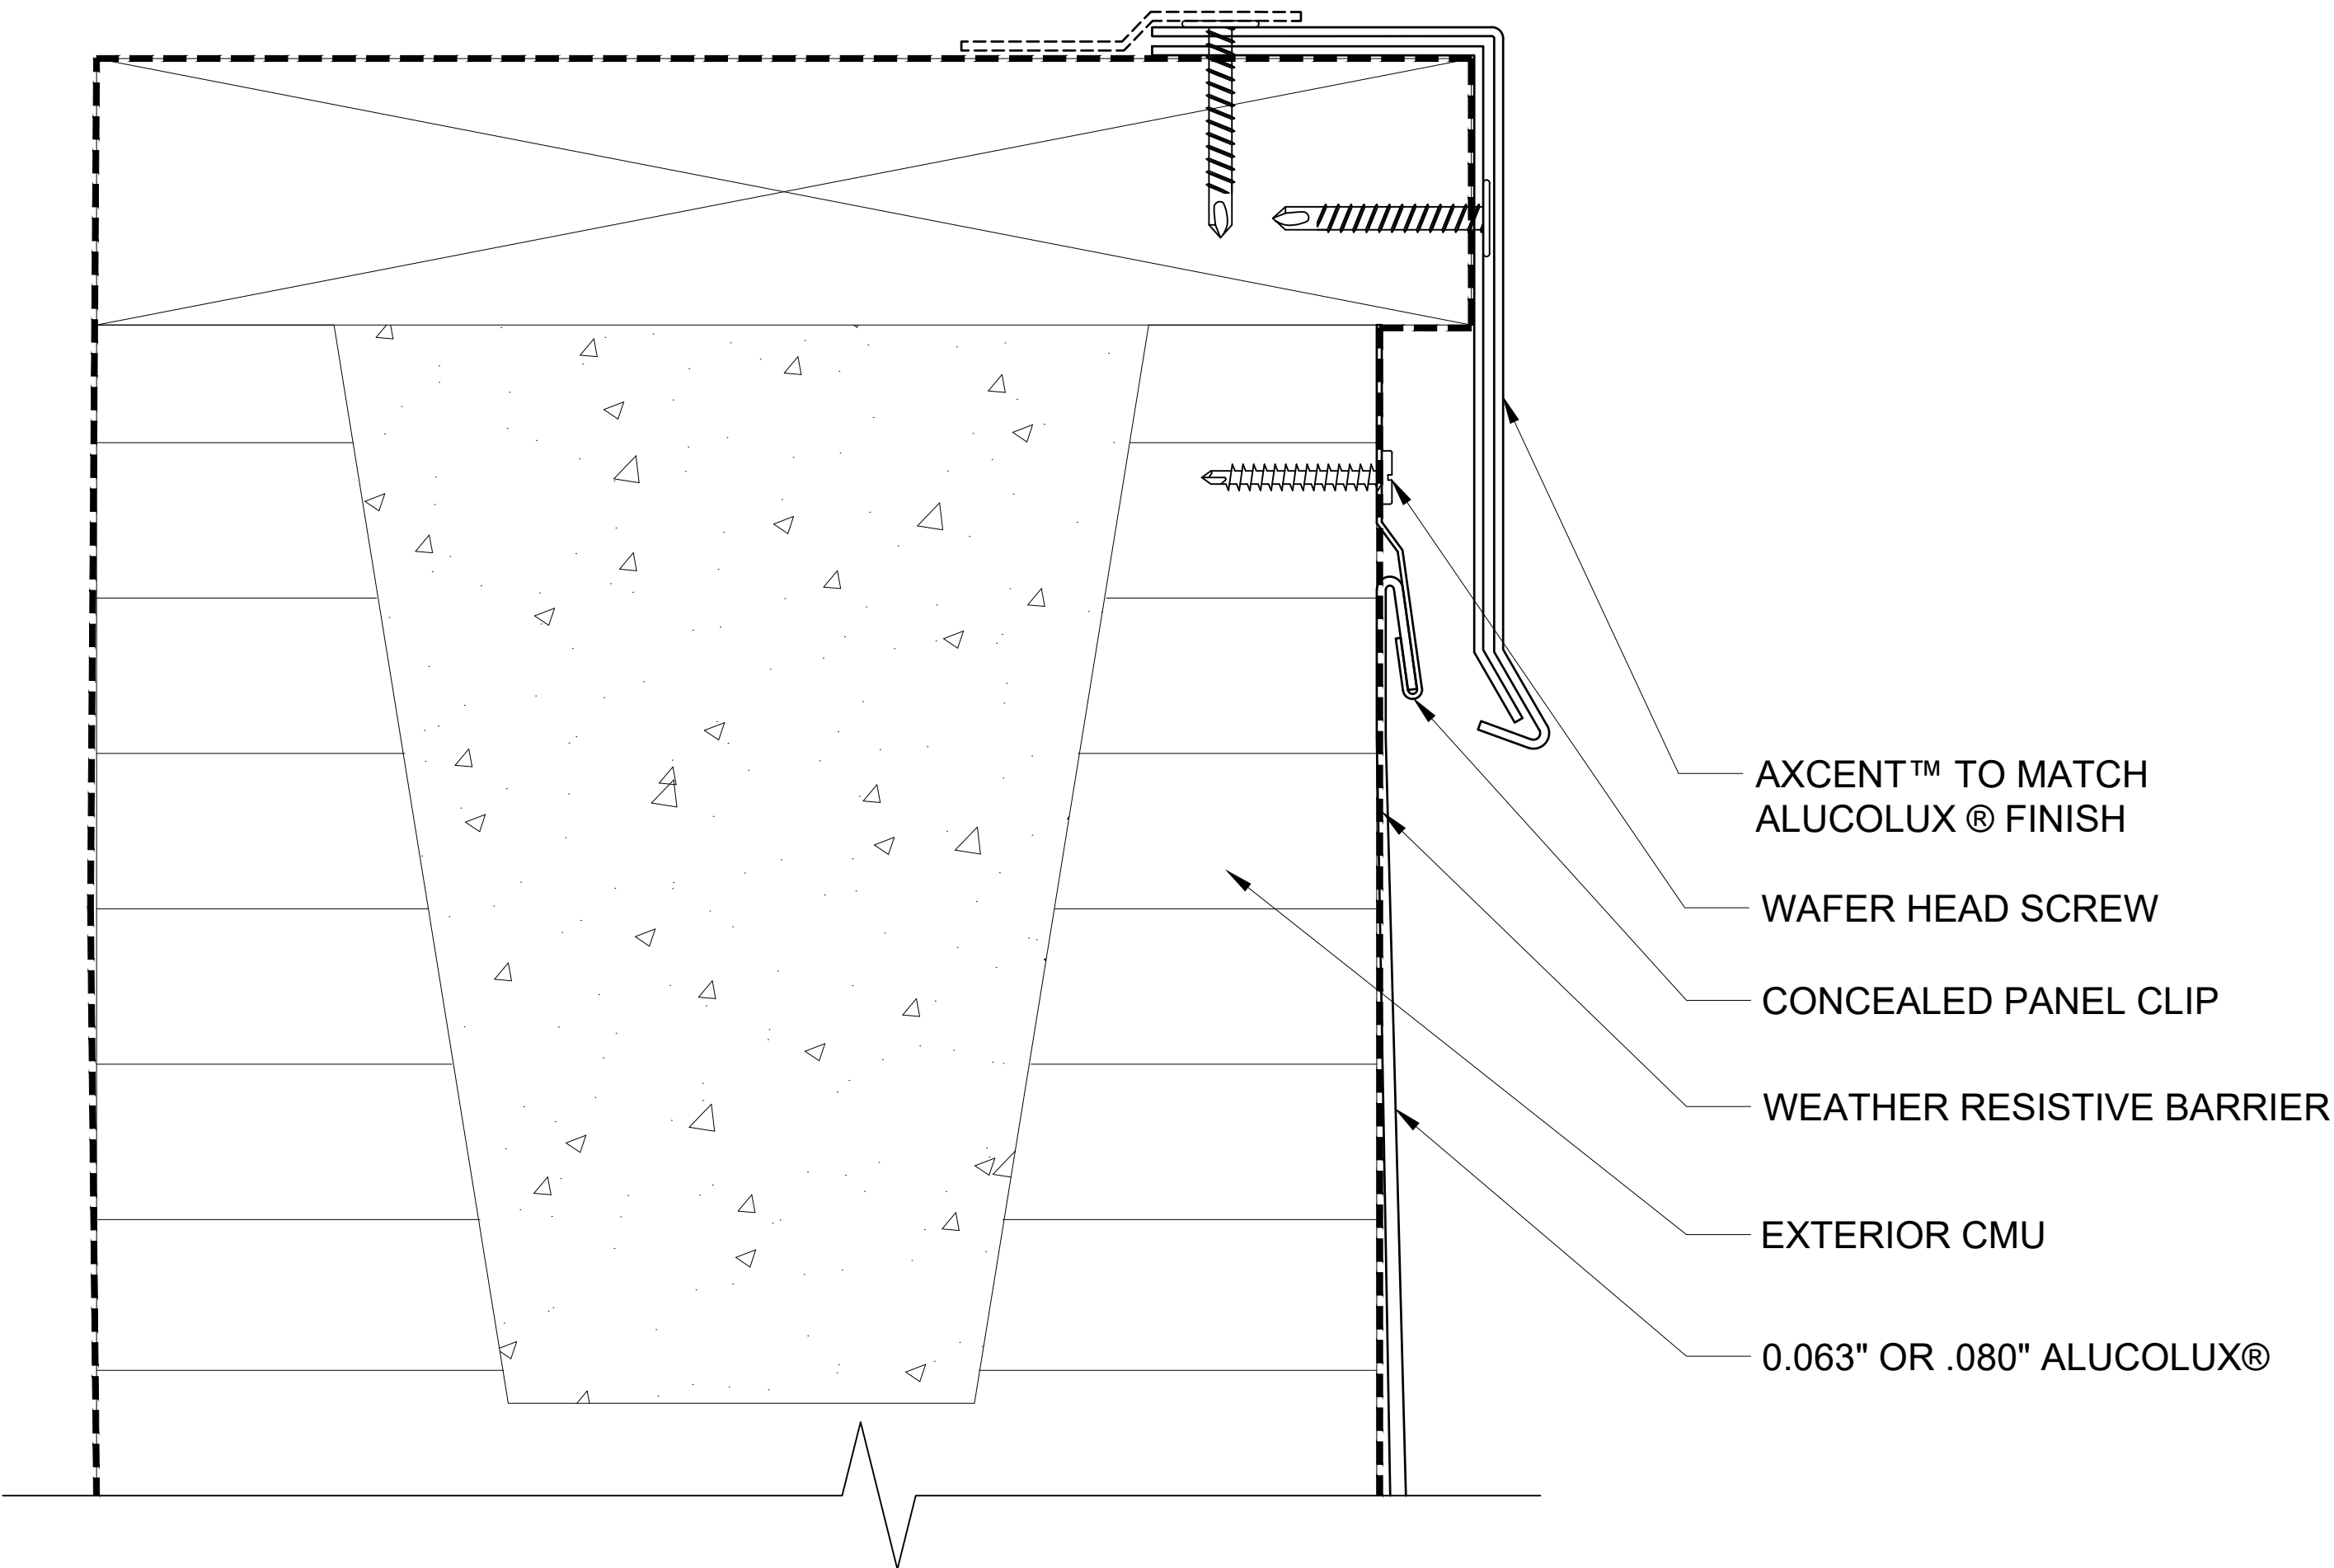 AXCENT™ TO MATCH
ALUCOLUX ® FINISH
WAFER HEAD SCREW
CONCEALED PANEL CLIP
WEATHER RESISTIVE BARRIER
EXTERIOR CMU
0.063" OR .080" ALUCOLUX®